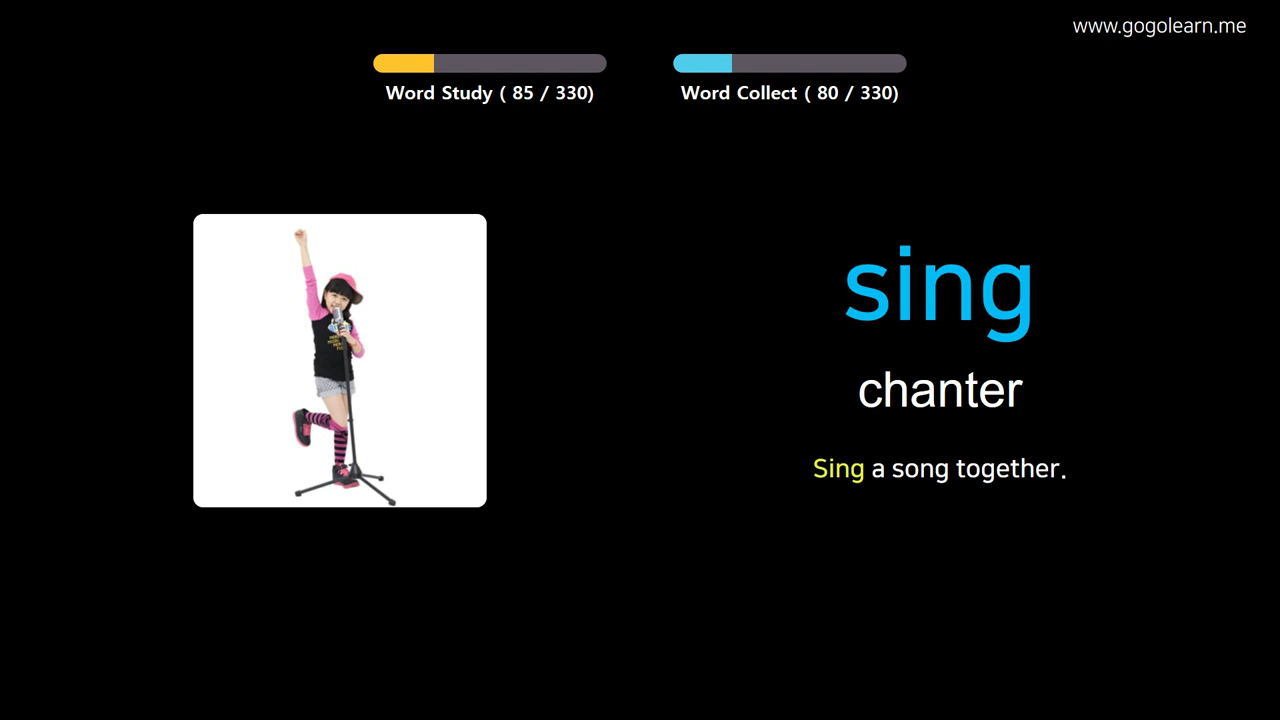 www.gogolearn.me
Word Study ( 85 / 330)
Word Collect ( 80 / 330)
sing
chanter
Sing a song together.